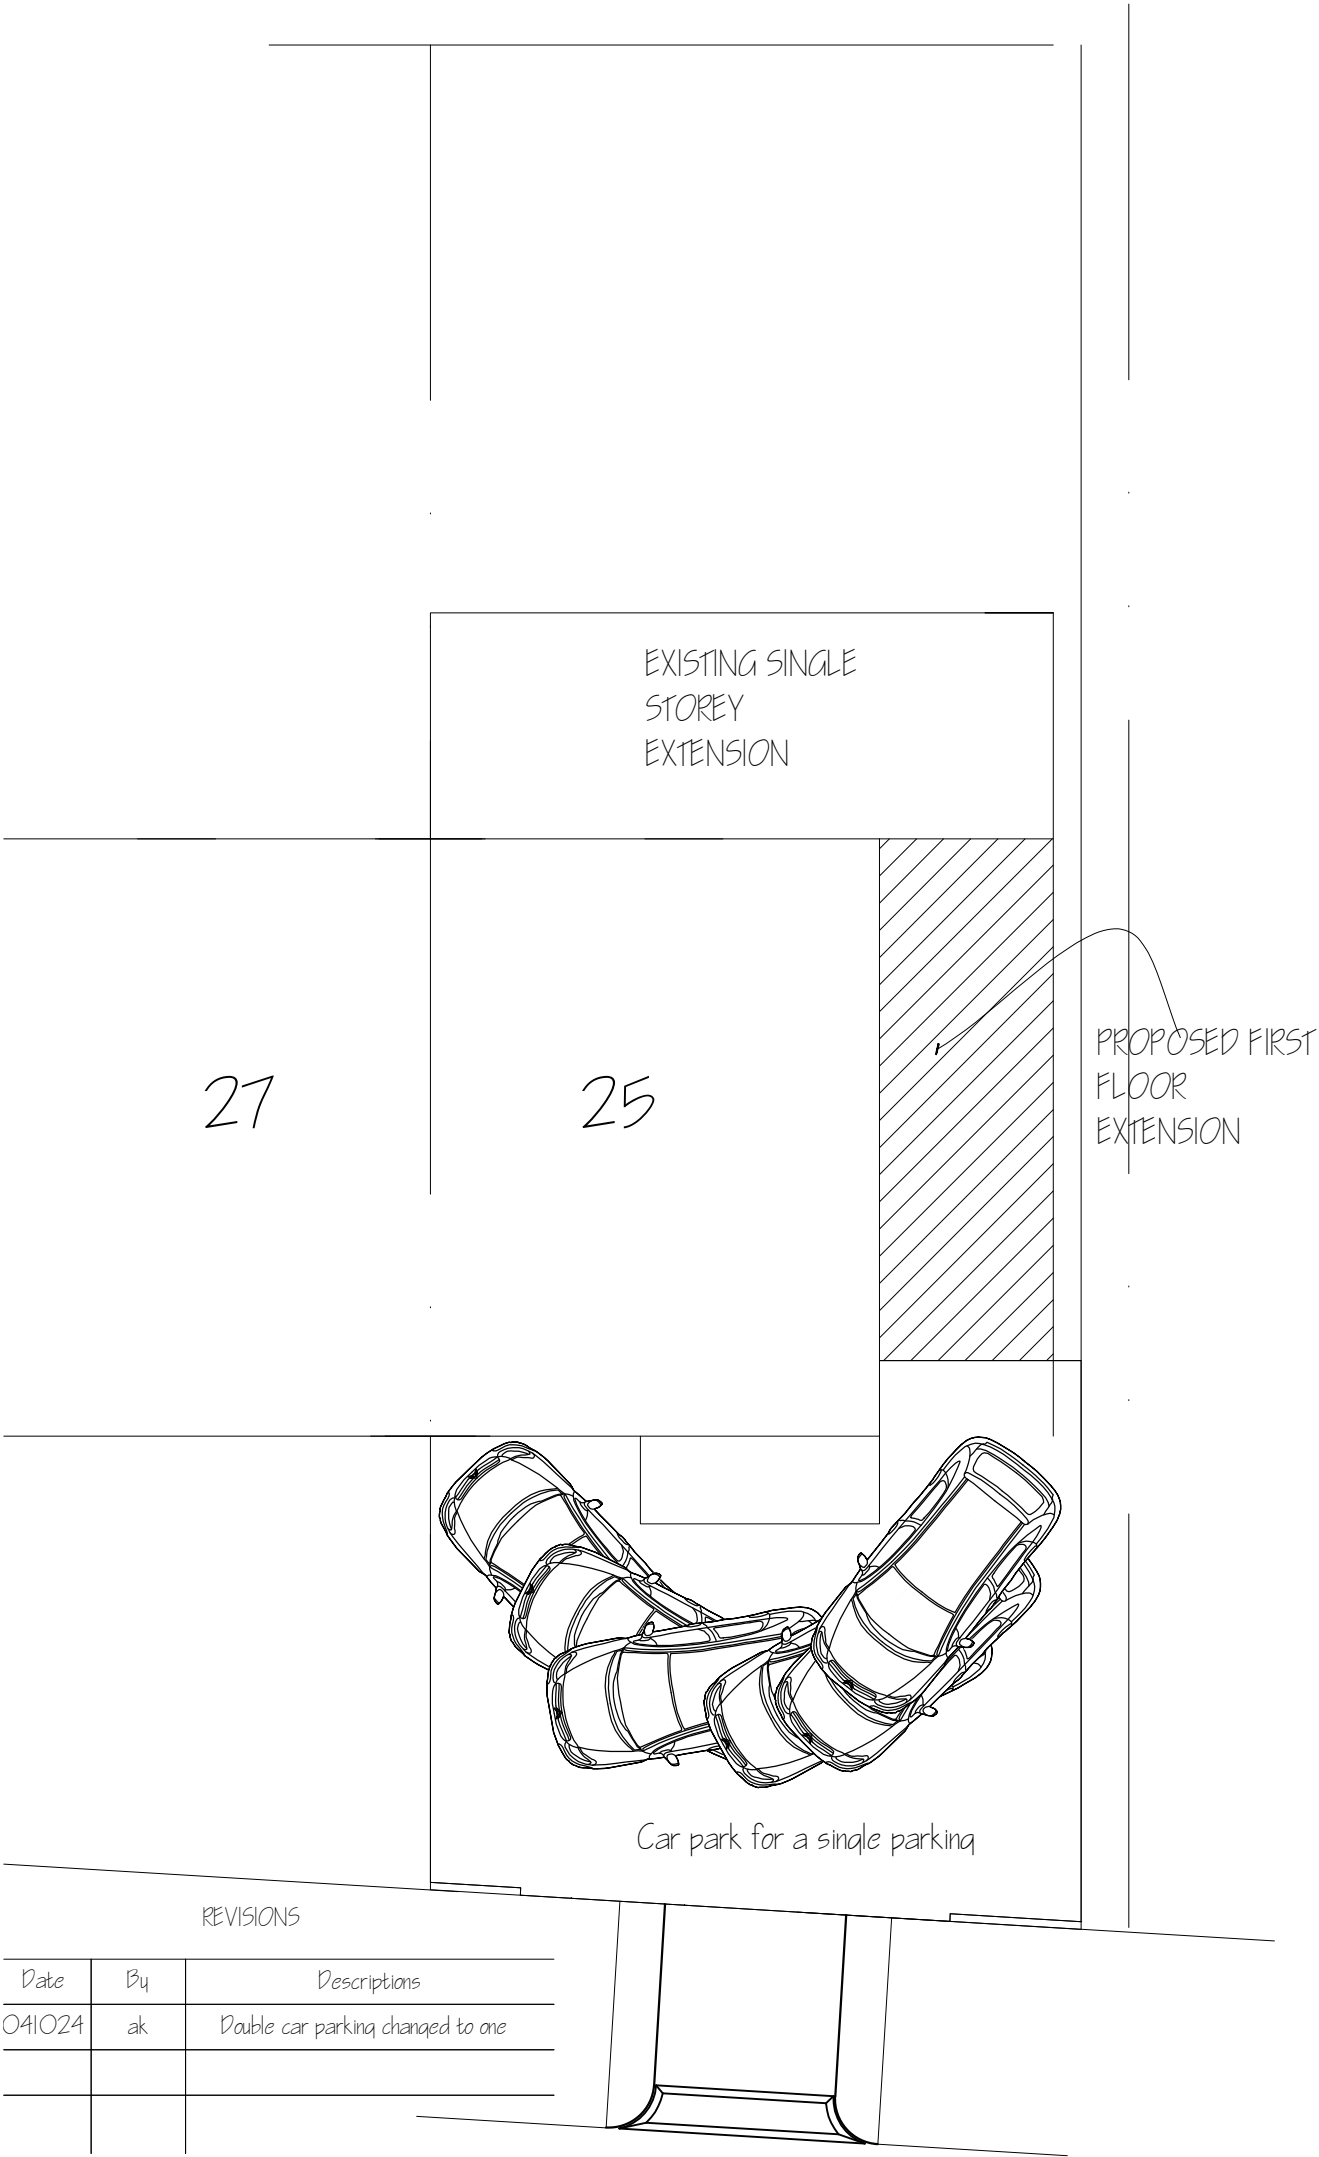 EXISTING SINGLE
STOREY
EXTENSION
PROPOSED FIRST
FLOOR
EXTENSION
27
25
Car park for a single parking
REVISIONS
Date By Descriptions
041024 ak Double car parking changed to one